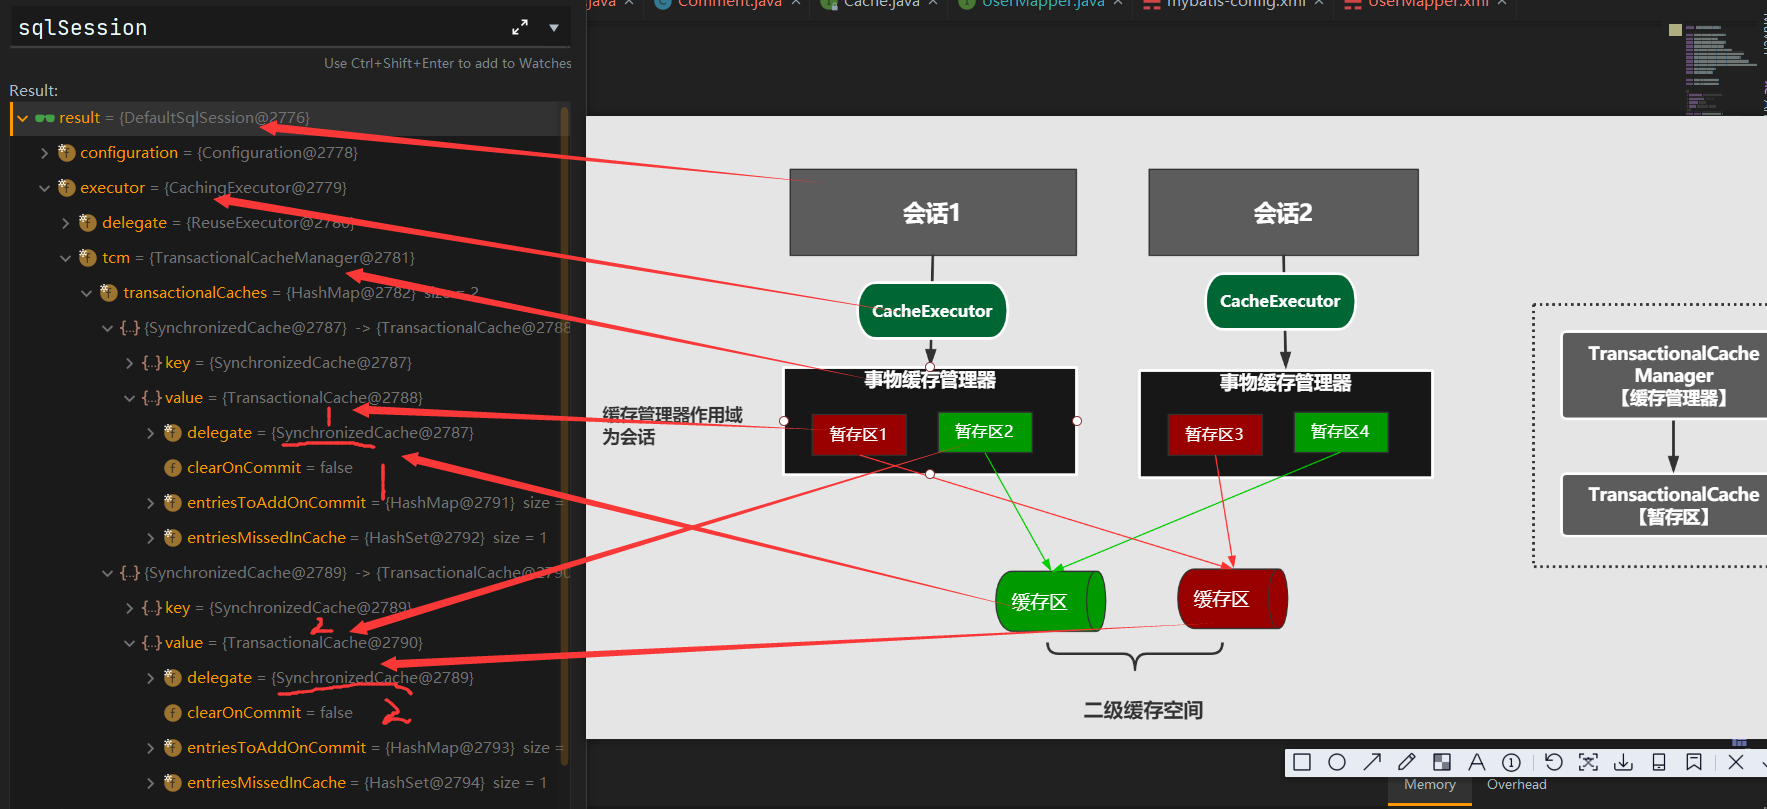 .java ×
Comment.java ×
Cache.java ×
UserMapper.java ×
mybatis-config.xml ×
UserMapper.xml ×
sqlSession
Use Ctrl+Shift+Enter to add to Watches
Result:
result = {DefaultSqlSession@2776}
configuration = {Configuration@2778}
executor = {CachingExecutor@2779}
delegate = {ReuseExecutor@2780}
tcm = {TransactionalCacheManager@2781}
transactionalCaches = {HashMap@2782} size = 2
{SynchronizedCache@2787} -> {TransactionalCache@2788
key = {SynchronizedCache@2787}
value = {TransactionalCache@2788}
1
delegate = {SynchronizedCache@2787}
clearOnCommit = false
1
entriesToAddOnCommit = {HashMap@2791} size =
entriesMissedInCache = {HashSet@2792} size = 1
{SynchronizedCache@2789} -> {TransactionalCache@2790
key = {SynchronizedCache@2789}
2
value = {TransactionalCache@2790}
delegate = {SynchronizedCache@2789}
clearOnCommit = false
2
entriesToAddOnCommit = {HashMap@2793} size =
entriesMissedInCache = {HashSet@2794} size = 1
会话1
会话2
CacheExecutor
CacheExecutor
事物缓存管理器
事物缓存管理器
缓存管理器作用域
为会话
暂存区1
暂存区2
暂存区3
暂存区4
缓存区
缓存区
二级缓存空间
TransactionalCache
Manager
【缓存管理器】
TransactionalCache
【暂存区】
Memory
Overhead